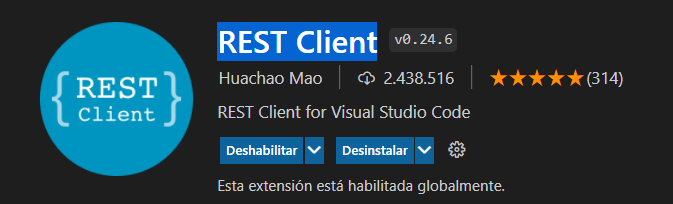 {REST Client}
REST Client v0.24.6
Huachao Mao 2.438.516 ★★★★★(314)
REST Client for Visual Studio Code
Deshabilitar Desinstalar
Esta extensión está habilitada globalmente.